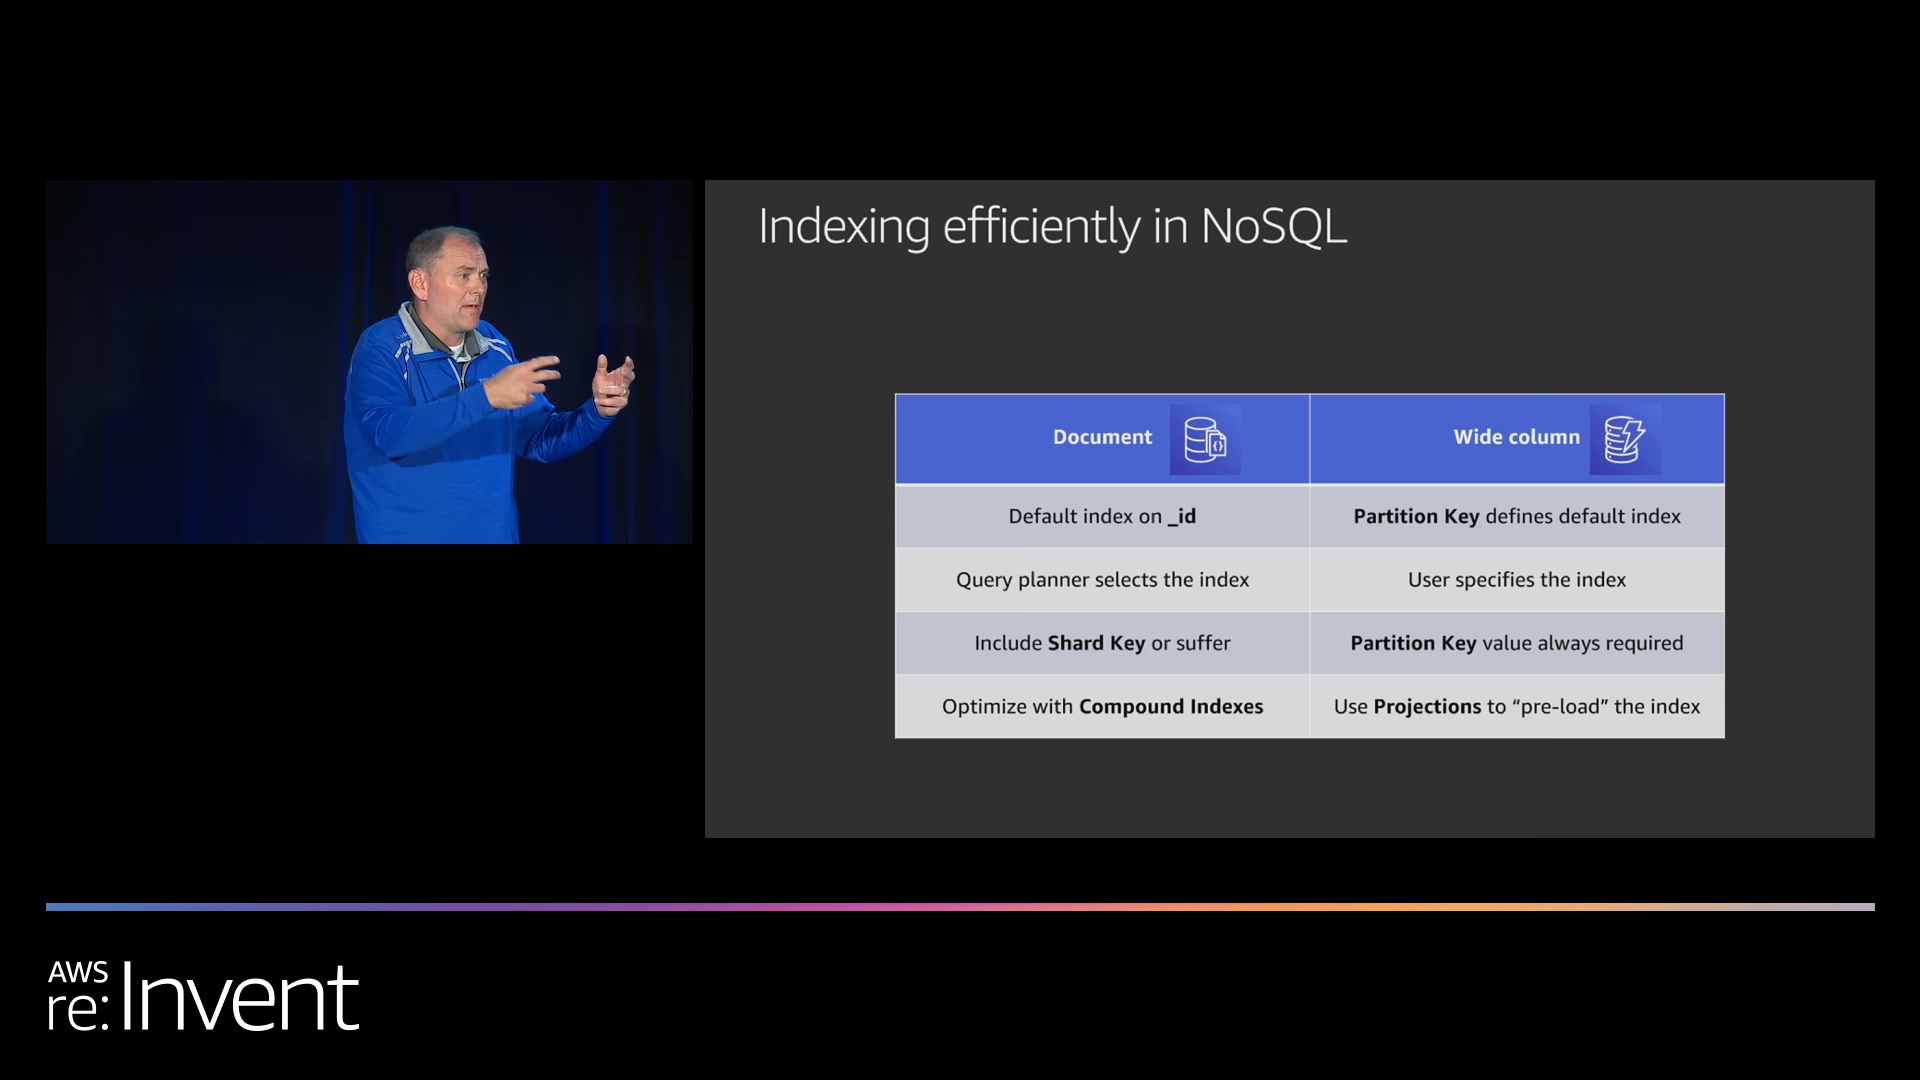 Indexing efficiently in NoSQL
Document
Wide column
Default index on _id
Partition Key defines default index
Query planner selects the index
User specifies the index
Include Shard Key or suffer
Partition Key value always required
Optimize with Compound Indexes
Use Projections to “pre-load” the index
AWS
re:Invent